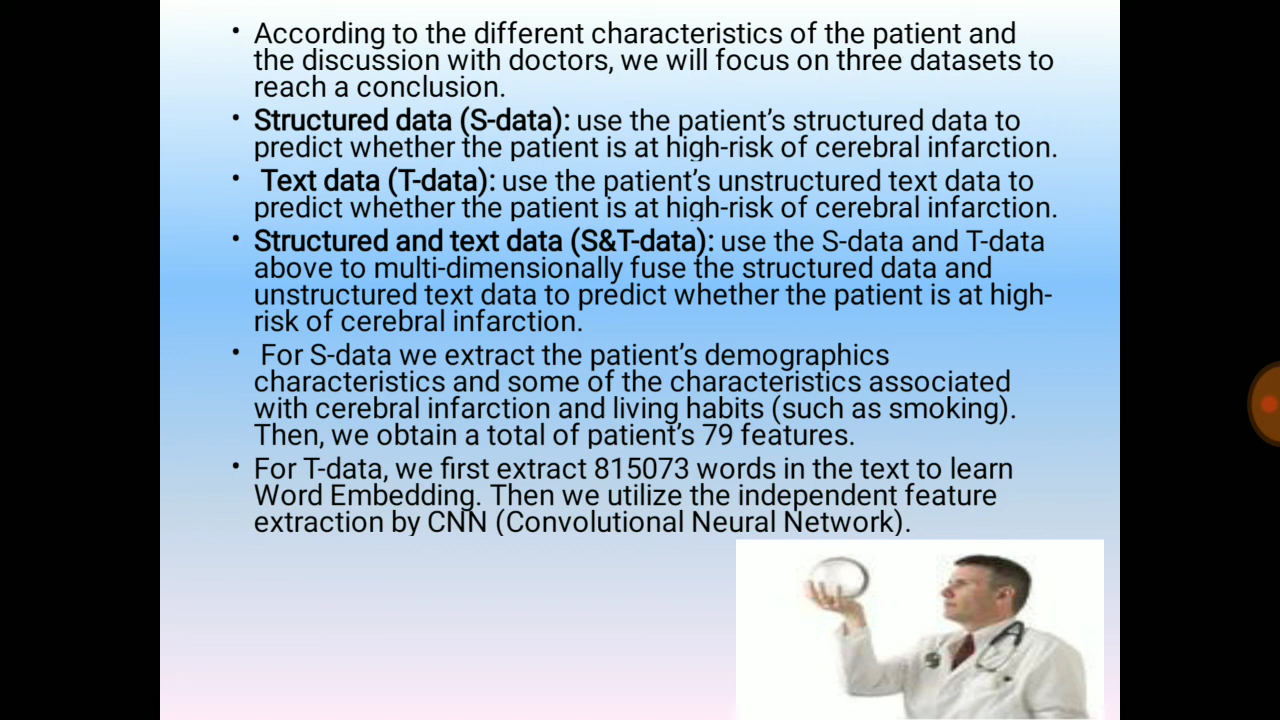 • According to the different characteristics of the patient and
the discussion with doctors, we will focus on three datasets to
reach a conclusion.
• Structured data (S-data): use the patient’s structured data to
predict whether the patient is at high-risk of cerebral infarction.
• Text data (T-data): use the patient’s unstructured text data to
predict whether the patient is at high-risk of cerebral infarction.
• Structured and text data (S&T-data): use the S-data and T-data
above to multi-dimensionally fuse the structured data and
unstructured text data to predict whether the patient is at high-
risk of cerebral infarction.
• For S-data we extract the patient’s demographics
characteristics and some of the characteristics associated
with cerebral infarction and living habits (such as smoking).
Then, we obtain a total of patient’s 79 features.
• For T-data, we first extract 815073 words in the text to learn
Word Embedding. Then we utilize the independent feature
extraction by CNN (Convolutional Neural Network).